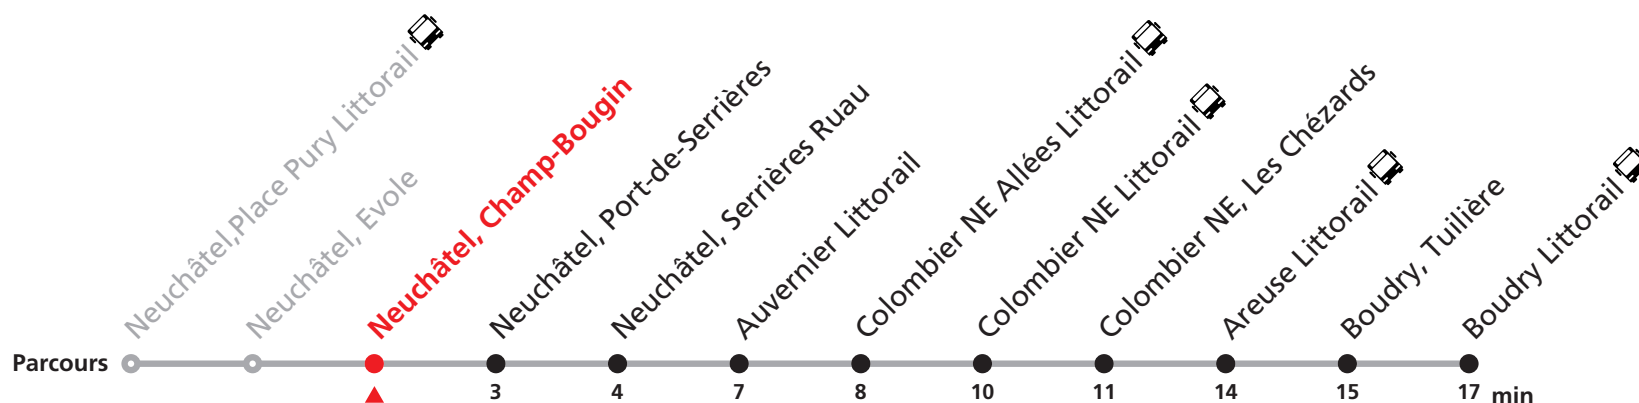 Neuchâtel,Place Pury Littorail
Neuchâtel, Evole
Neuchâtel, Champ-Bougin
Neuchâtel, Port-de-Serrières
Neuchâtel, Serrières Ruau
Auvernier Littorail
Colombier NE Allées Littorail
Colombier NE Littorail
Colombier NE, Les Chézards
Areuse Littorail
Boudry, Tuilière
Boudry Littorail
Parcours
3 4 7 8 10 11 14 15 17 min